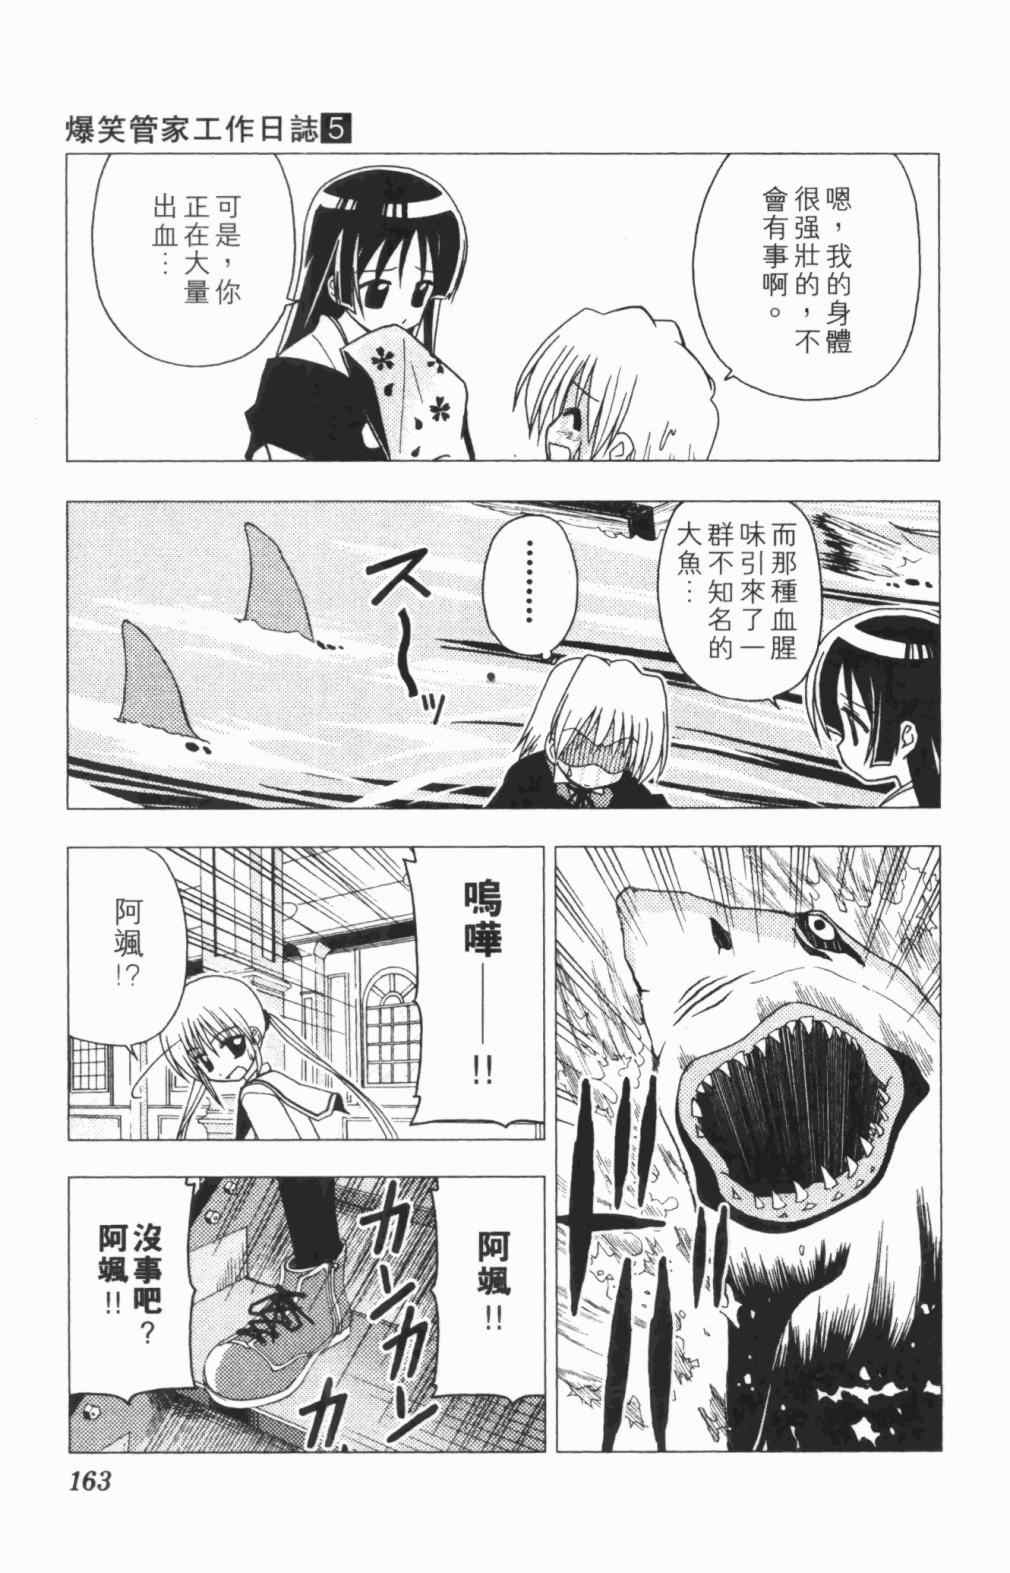 爆笑管家工作日誌5
嗯，我的身體
很强壯的，不
會有事啊。
可是，你
正在大量
出血…
而那種血腥
味引來了一
群不知名的
大魚…
………
ス〜ッ
嗚嘩——!!
阿颯!?
阿颯!!
カンカンカン
沒事吧？
阿颯!!
163